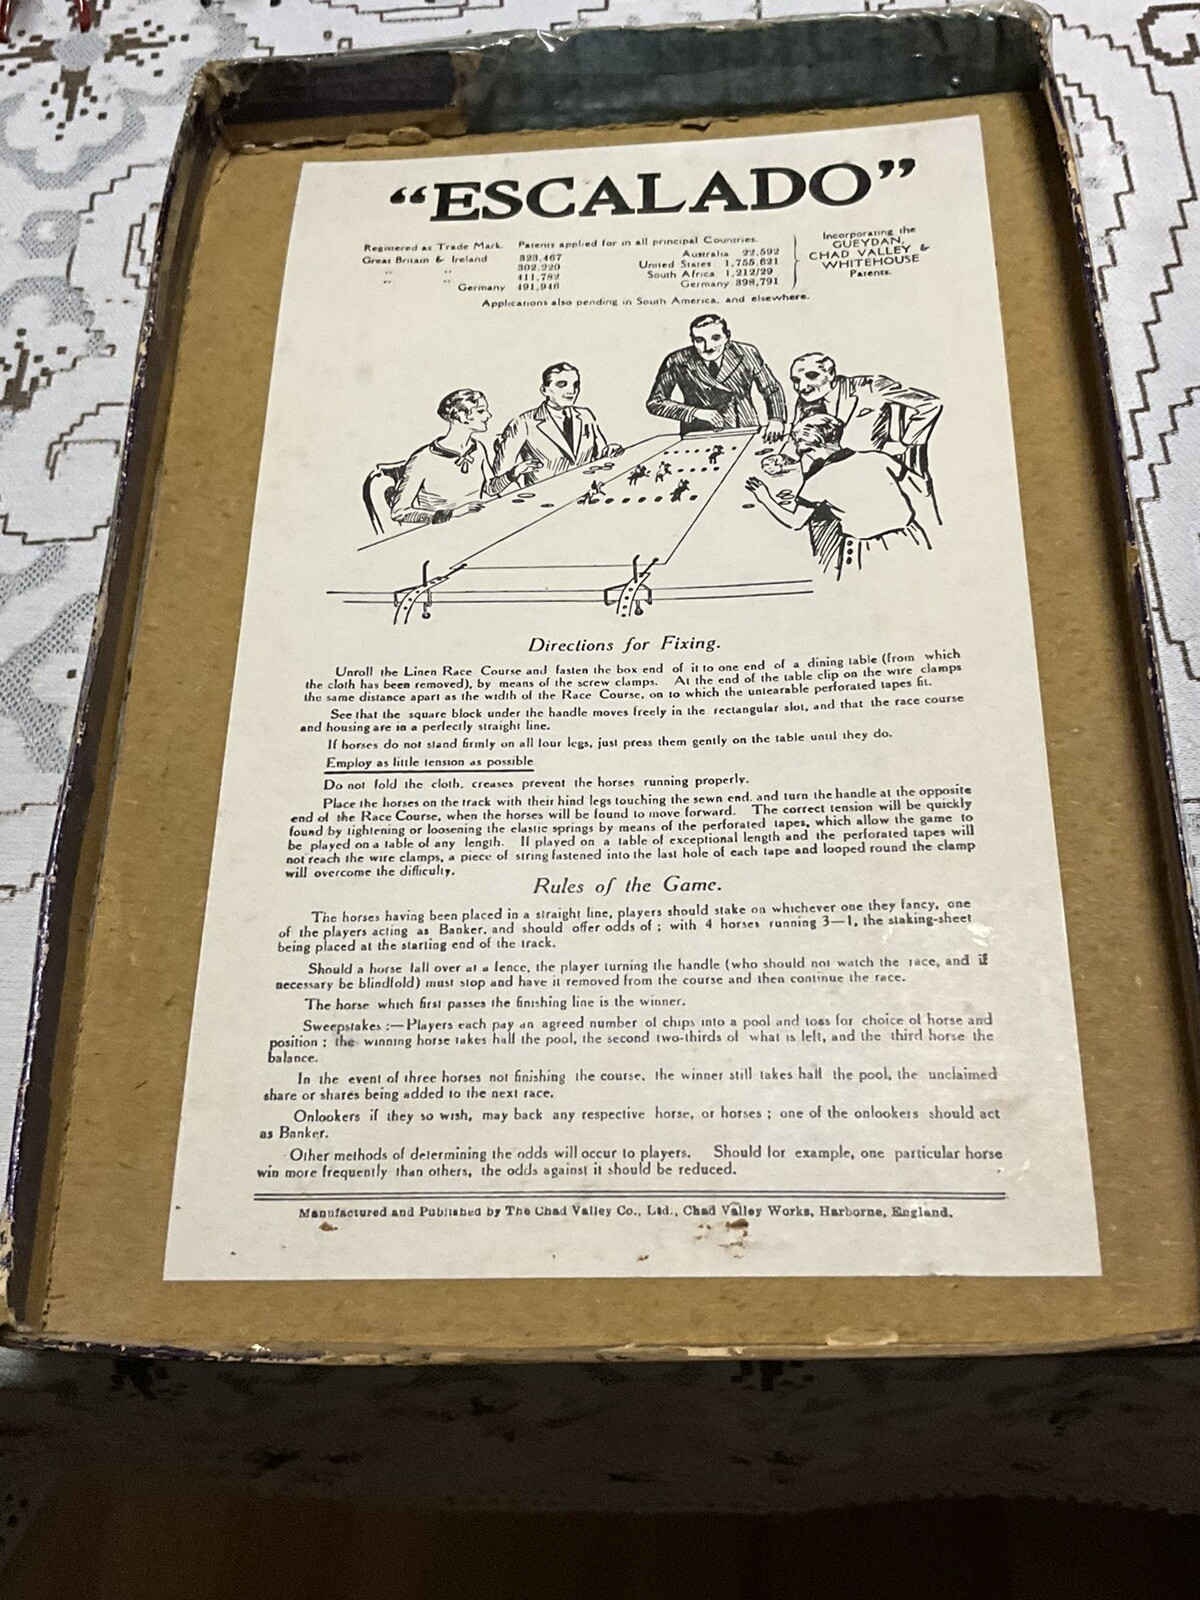 “ESCALADO”
Registered as Trade Mark. Patents applied for in all principal Countries.
Great Britain & Ireland 323,467
" " 302,220
" " 411,782
Germany 491,946
Australia 22,592
United States 1,755,621
South Africa 1,212/29
Germany 398,791
Incorporating the
GUEYDAN,
CHAD VALLEY &
WHITEHOUSE
Patents.
Applications also pending in South America, and elsewhere.
Directions for Fixing.
Unroll the Linen Race Course and fasten the box end of it to one end of a dining table (from which
the cloth has been removed), by means of the screw clamps. At the end of the table clip on the wire clamps
the same distance apart as the width of the Race Course, on to which the untearable perforated tapes fit.
See that the square block under the handle moves freely in the rectangular slot, and that the race course
and housing are in a perfectly straight line.
If horses do not stand firmly on all four legs, just press them gently on the table until they do.
Employ as little tension as possible
Do not fold the cloth, creases prevent the horses running properly.
Place the horses on the track with their hind legs touching the sewn end, and turn the handle at the opposite
end of the Race Course, when the horses will be found to move forward. The correct tension will be quickly
found by tightening or loosening the elastic springs by means of the perforated tapes, which allow the game to
be played on a table of any length. If played on a table of exceptional length and the perforated tapes will
not reach the wire clamps, a piece of string fastened into the last hole of each tape and looped round the clamp
will overcome the difficulty.
Rules of the Game.
The horses having been placed in a straight line, players should stake on whichever one they fancy, one
of the players acting as Banker, and should offer odds of ; with 4 horses running 3—1, the staking-sheet
being placed at the starting end of the track.
Should a horse fall over at a fence, the player turning the handle (who should not watch the race, and if
necessary be blindfold) must stop and have it removed from the course and then continue the race.
The horse which first passes the finishing line is the winner.
Sweepstakes :—Players each pay an agreed number of chips into a pool and toss for choice of horse and
position ; the winning horse takes half the pool, the second two-thirds of what is left, and the third horse the
balance.
In the event of three horses not finishing the course, the winner still takes half the pool, the unclaimed
share or shares being added to the next race.
Onlookers if they so wish, may back any respective horse, or horses ; one of the onlookers should act
as Banker.
Other methods of determining the odds will occur to players. Should for example, one particular horse
win more frequently than others, the odds against it should be reduced.
Manufactured and Published by The Chad Valley Co., Ltd., Chad Valley Works, Harborne, England.